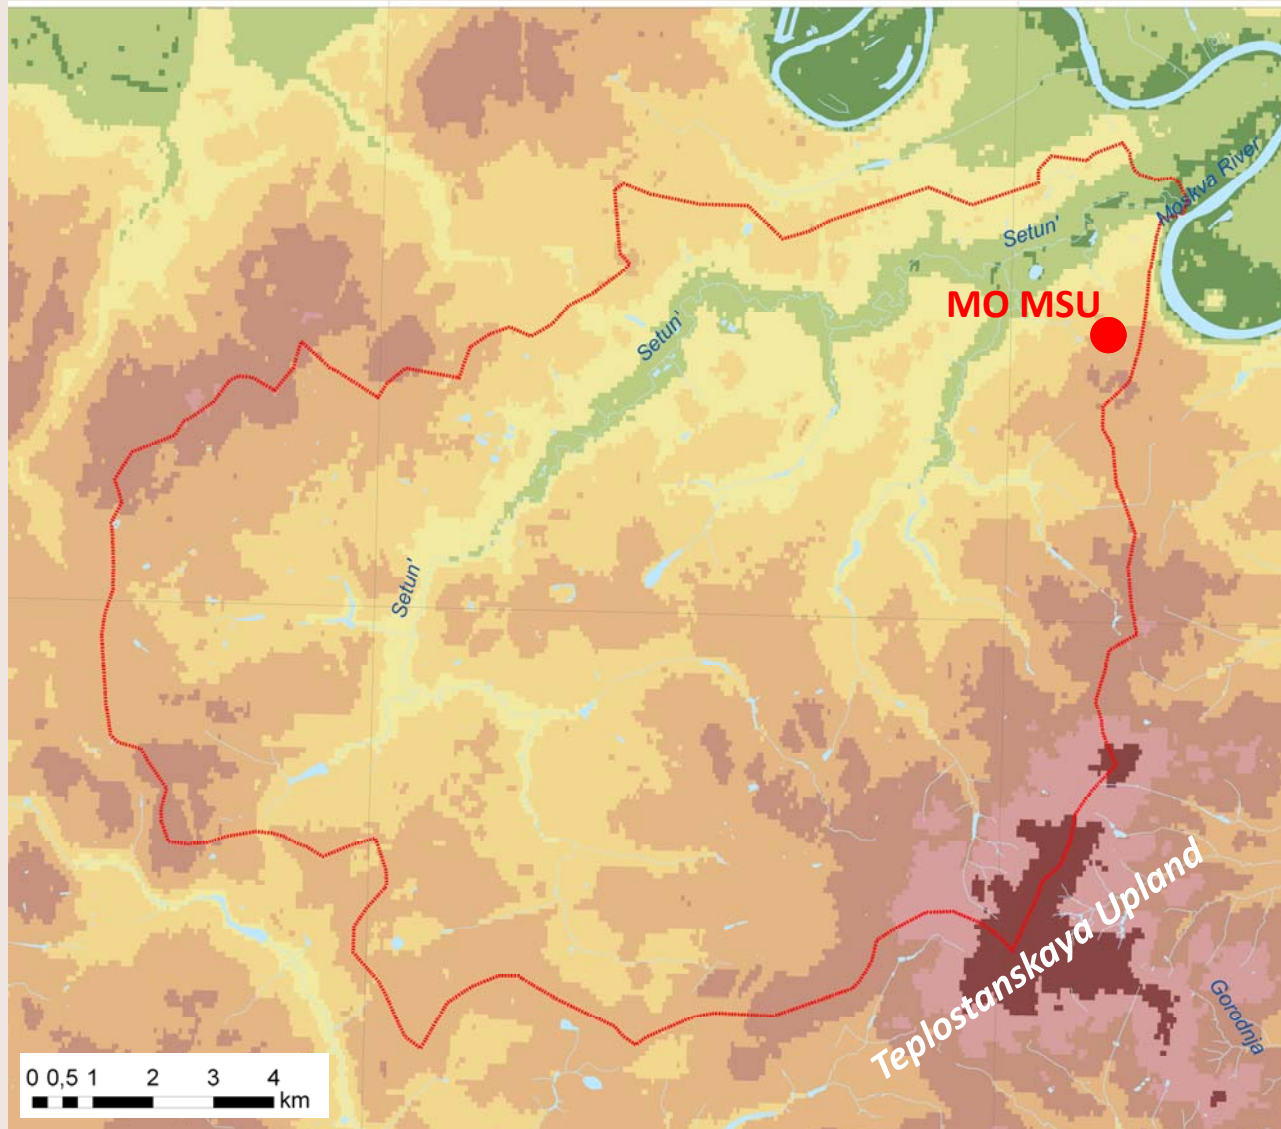 Moskva River
Setun'
MO MSU
Setun'
Setun'
Teplostanskaya Upland
Gorodnja
0 0,5 1 2 3 4
km